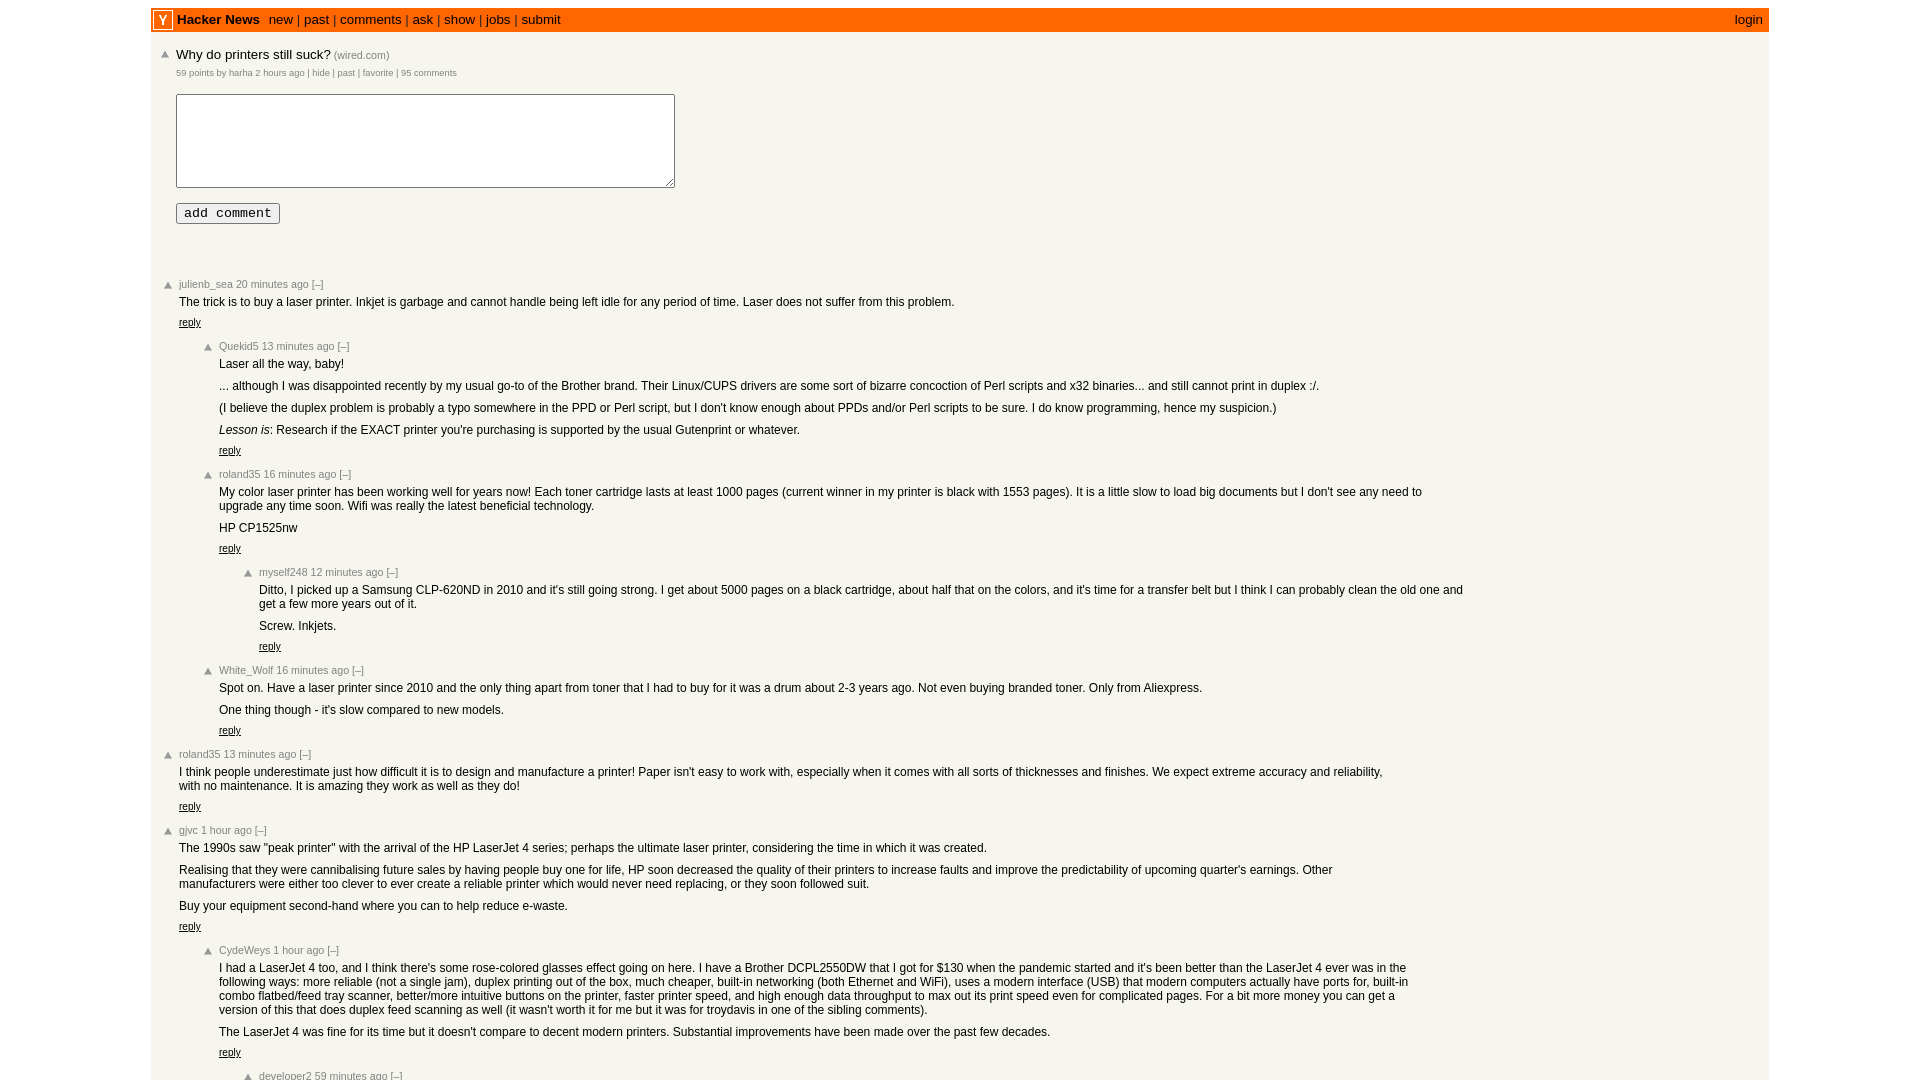 Y Hacker News new | past | comments | ask | show | jobs | submit login
Why do printers still suck? (wired.com)
59 points by harha 2 hours ago | hide | past | favorite | 95 comments
add comment
julienb_sea 20 minutes ago [–]
The trick is to buy a laser printer. Inkjet is garbage and cannot handle being left idle for any period of time. Laser does not suffer from this problem.
reply
Quekid5 13 minutes ago [–]
Laser all the way, baby!
... although I was disappointed recently by my usual go-to of the Brother brand. Their Linux/CUPS drivers are some sort of bizarre concoction of Perl scripts and x32 binaries... and still cannot print in duplex :/.
(I believe the duplex problem is probably a typo somewhere in the PPD or Perl script, but I don't know enough about PPDs and/or Perl scripts to be sure. I do know programming, hence my suspicion.)
Lesson is: Research if the EXACT printer you're purchasing is supported by the usual Gutenprint or whatever.
reply
roland35 16 minutes ago [–]
My color laser printer has been working well for years now! Each toner cartridge lasts at least 1000 pages (current winner in my printer is black with 1553 pages). It is a little slow to load big documents but I don't see any need to
upgrade any time soon. Wifi was really the latest beneficial technology.
HP CP1525nw
reply
myself248 12 minutes ago [–]
Ditto, I picked up a Samsung CLP-620ND in 2010 and it's still going strong. I get about 5000 pages on a black cartridge, about half that on the colors, and it's time for a transfer belt but I think I can probably clean the old one and
get a few more years out of it.
Screw. Inkjets.
reply
White_Wolf 16 minutes ago [–]
Spot on. Have a laser printer since 2010 and the only thing apart from toner that I had to buy for it was a drum about 2-3 years ago. Not even buying branded toner. Only from Aliexpress.
One thing though - it's slow compared to new models.
reply
roland35 13 minutes ago [–]
I think people underestimate just how difficult it is to design and manufacture a printer! Paper isn't easy to work with, especially when it comes with all sorts of thicknesses and finishes. We expect extreme accuracy and reliability,
with no maintenance. It is amazing they work as well as they do!
reply
gjvc 1 hour ago [–]
The 1990s saw "peak printer" with the arrival of the HP LaserJet 4 series; perhaps the ultimate laser printer, considering the time in which it was created.
Realising that they were cannibalising future sales by having people buy one for life, HP soon decreased the quality of their printers to increase faults and improve the predictability of upcoming quarter's earnings. Other
manufacturers were either too clever to ever create a reliable printer which would never need replacing, or they soon followed suit.
Buy your equipment second-hand where you can to help reduce e-waste.
reply
CydeWeys 1 hour ago [–]
I had a LaserJet 4 too, and I think there's some rose-colored glasses effect going on here. I have a Brother DCPL2550DW that I got for $130 when the pandemic started and it's been better than the LaserJet 4 ever was in the
following ways: more reliable (not a single jam), duplex printing out of the box, much cheaper, built-in networking (both Ethernet and WiFi), uses a modern interface (USB) that modern computers actually have ports for, built-in
combo flatbed/feed tray scanner, better/more intuitive buttons on the printer, faster printer speed, and high enough data throughput to max out its print speed even for complicated pages. For a bit more money you can get a
version of this that does duplex feed scanning as well (it wasn't worth it for me but it was for troydavis in one of the sibling comments).
The LaserJet 4 was fine for its time but it doesn't compare to decent modern printers. Substantial improvements have been made over the past few decades.
reply
developer2 59 minutes ago [–]